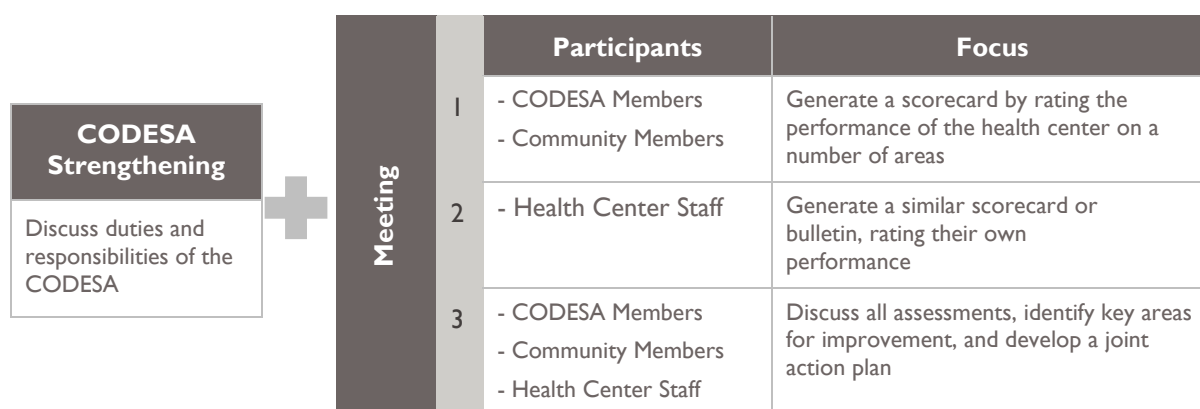 CODESA
Strengthening
Discuss duties and
responsibilities of the
CODESA
Meeting
Participants
Focus
1
- CODESA Members
- Community Members
Generate a scorecard by rating the
performance of the health center on a
number of areas
2
- Health Center Staff
Generate a similar scorecard or
bulletin, rating their own
performance
3
- CODESA Members
- Community Members
- Health Center Staff
Discuss all assessments, identify key areas
for improvement, and develop a joint
action plan